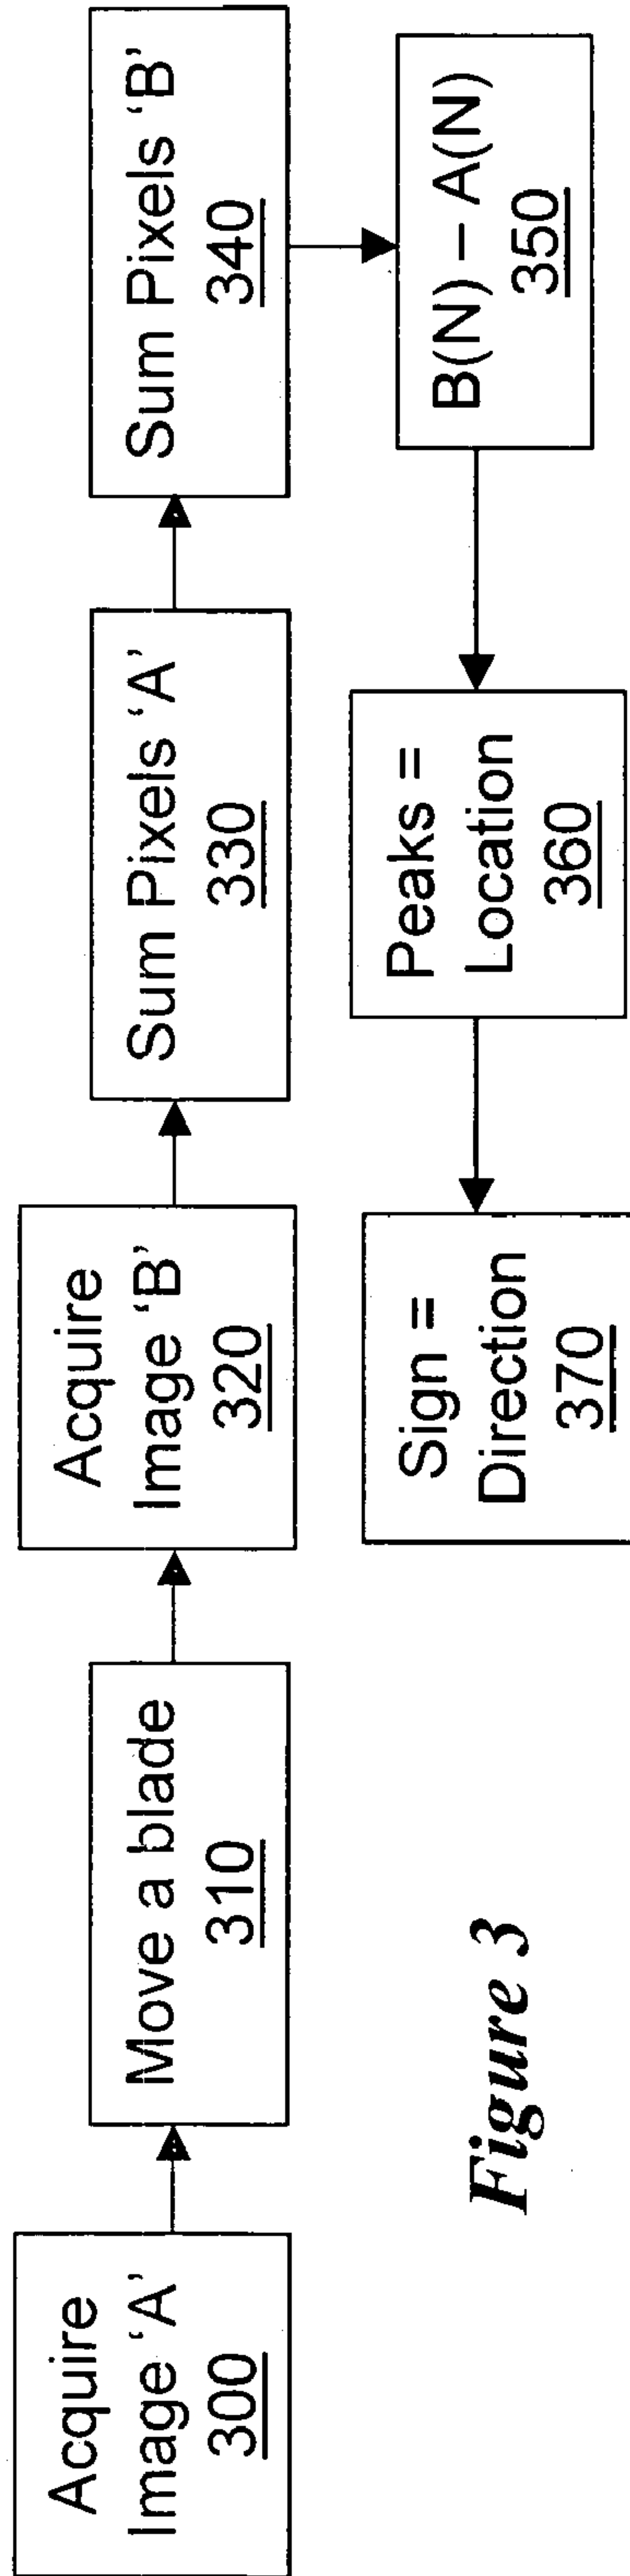 Acquire
Image ‘A’
300
Move a blade
310
Acquire
Image ‘B’
320
Sum Pixels ‘A’
330
Sum Pixels ‘B’
340
B(N) – A(N)
350
Peaks =
Location
360
Sign =
Direction
370
Figure 3